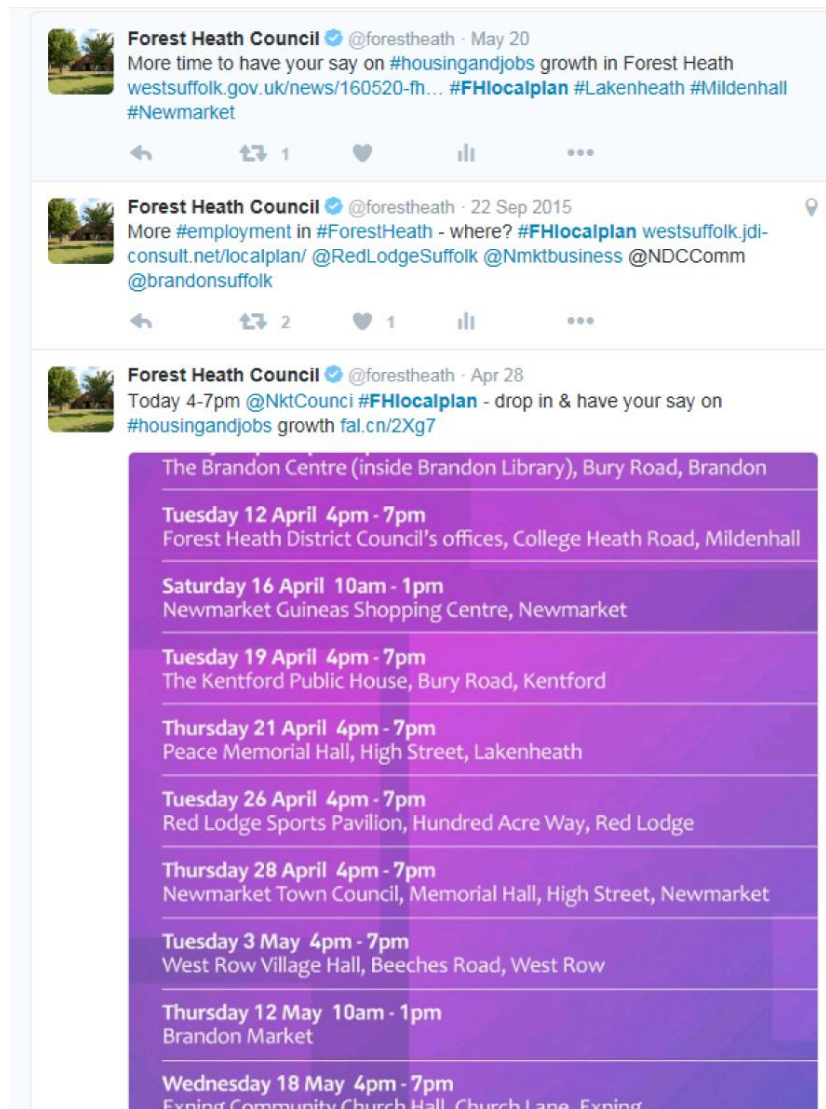 Forest Heath Council @forestheath · May 20
More time to have your say on #housingandjobs growth in Forest Heath
westsuffolk.gov.uk/news/160520-fh... #FHlocalplan #Lakenheath #Mildenhall
#Newmarket
1
Forest Heath Council @forestheath · 22 Sep 2015
More #employment in #ForestHeath - where? #FHlocalplan westsuffolk.jdi-
consult.net/localplan/ @RedLodgeSuffolk @Nmktbusiness @NDCComm
@brandonsuffolk
2 1
Forest Heath Council @forestheath · Apr 28
Today 4-7pm @NktCounci #FHlocalplan - drop in & have your say on
#housingandjobs growth fal.cn/2Xg7
The Brandon Centre (inside Brandon Library), Bury Road, Brandon
Tuesday 12 April 4pm - 7pm
Forest Heath District Council's offices, College Heath Road, Mildenhall
Saturday 16 April 10am - 1pm
Newmarket Guineas Shopping Centre, Newmarket
Tuesday 19 April 4pm - 7pm
The Kentford Public House, Bury Road, Kentford
Thursday 21 April 4pm - 7pm
Peace Memorial Hall, High Street, Lakenheath
Tuesday 26 April 4pm - 7pm
Red Lodge Sports Pavilion, Hundred Acre Way, Red Lodge
Thursday 28 April 4pm - 7pm
Newmarket Town Council, Memorial Hall, High Street, Newmarket
Tuesday 3 May 4pm - 7pm
West Row Village Hall, Beeches Road, West Row
Thursday 12 May 10am - 1pm
Brandon Market
Wednesday 18 May 4pm - 7pm
Exning Community Church Hall, Church Lane, Exning